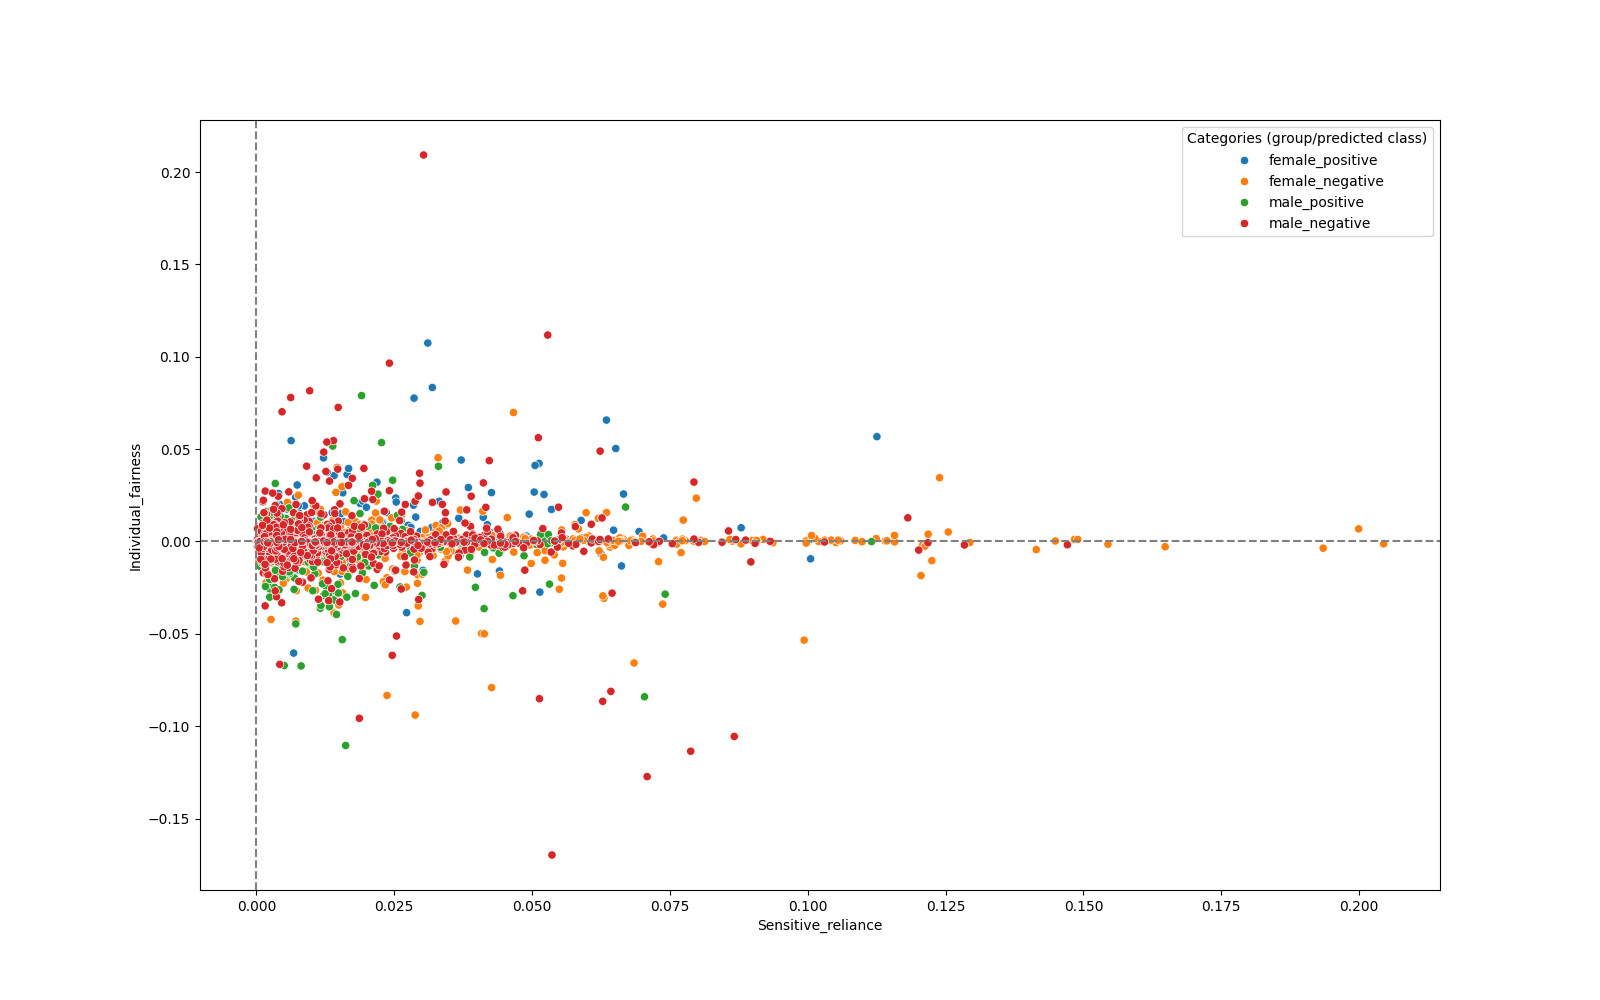 Categories (group/predicted class)
female_positive
female_negative
male_positive
male_negative
0.20
0.15
0.10
0.05
0.00
−0.05
−0.10
−0.15
Individual_fairness
0.000 0.025 0.050 0.075 0.100 0.125 0.150 0.175 0.200
Sensitive_reliance